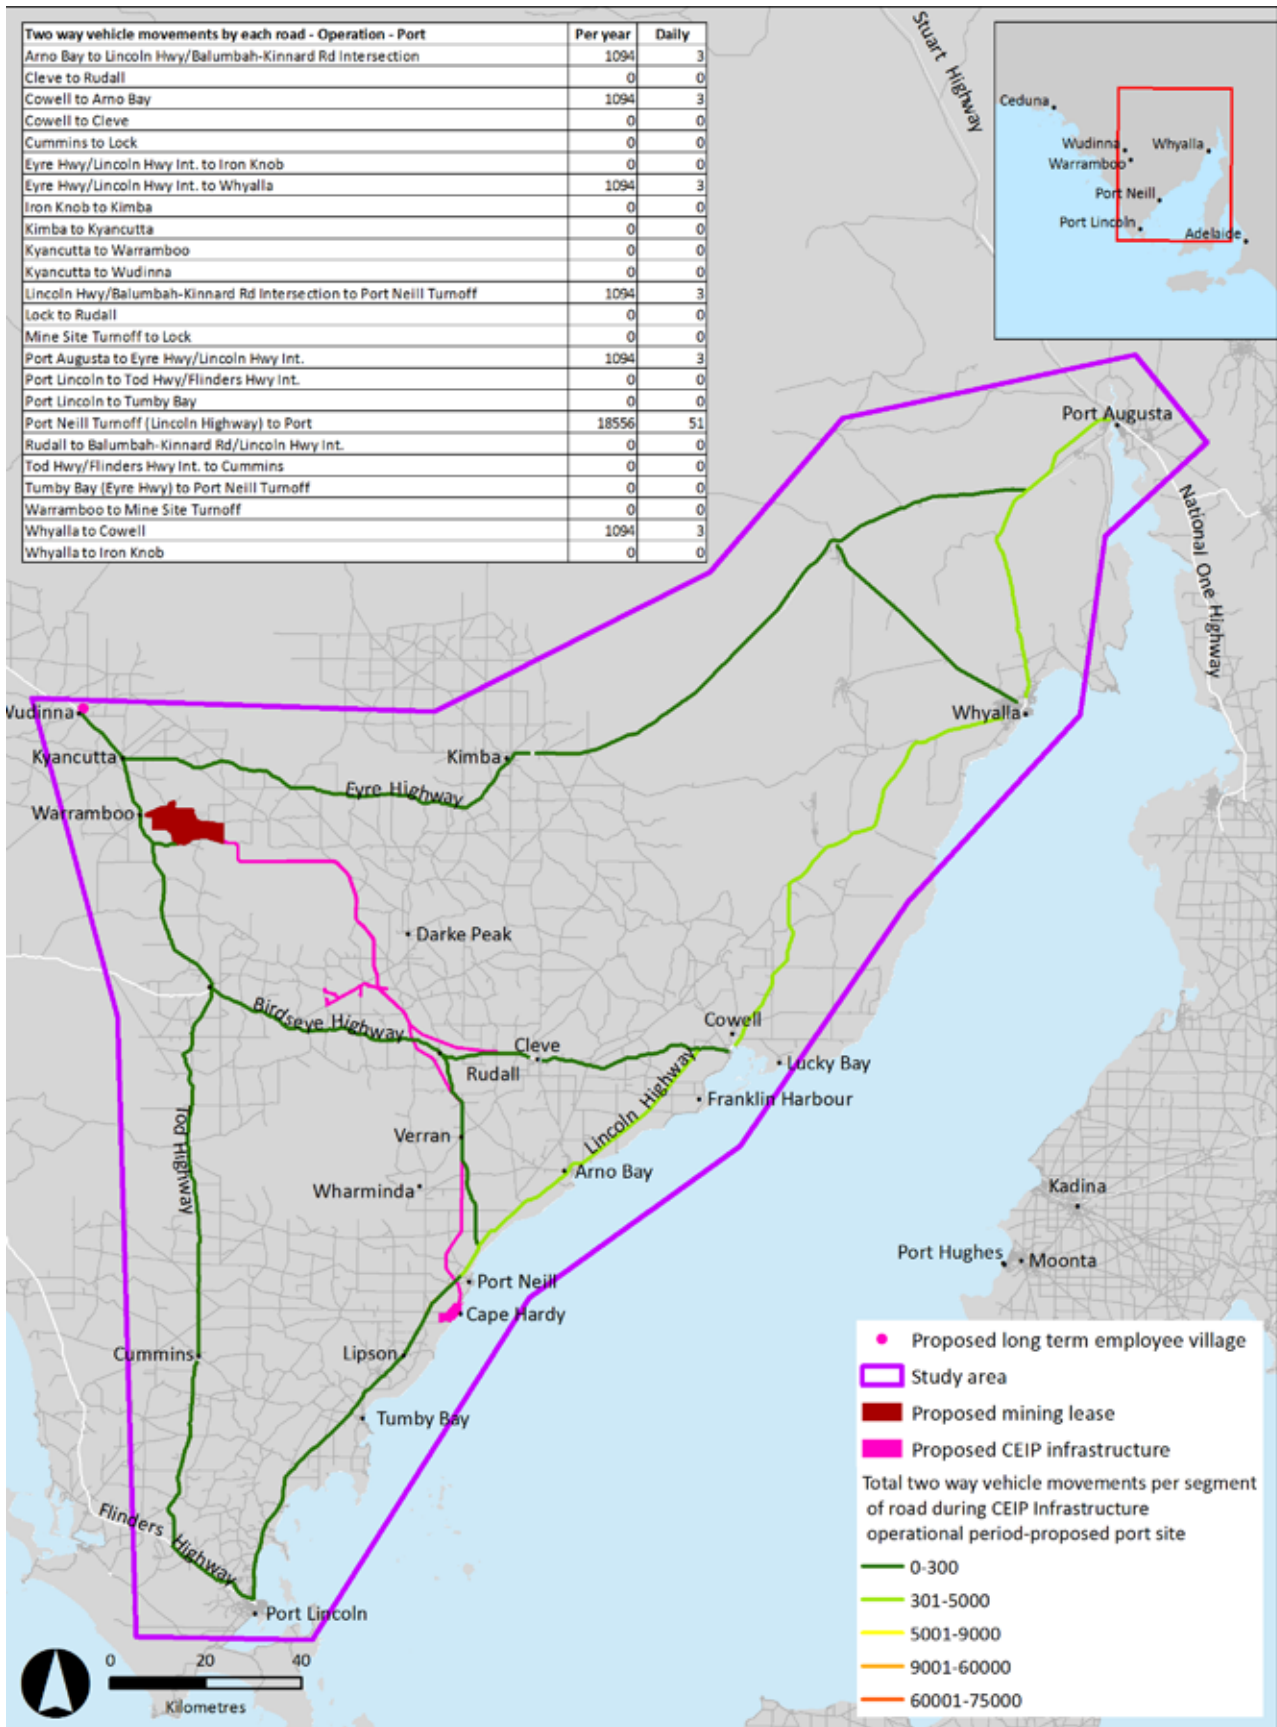 Two way vehicle movements by each road - Operation - Port Per year Daily
Arno Bay to Lincoln Hwy/Balumbah-Kinnard Rd Intersection 1094 3
Cleve to Rudall 0 0
Cowell to Arno Bay 1094 3
Cowell to Cleve 0 0
Cummins to Lock 0 0
Eyre Hwy/Lincoln Hwy Int. to Iron Knob 0 0
Eyre Hwy/Lincoln Hwy Int. to Whyalla 1094 3
Iron Knob to Kimba 0 0
Kimba to Kyancutta 0 0
Kyancutta to Warramboo 0 0
Kyancutta to Wudinna 0 0
Lincoln Hwy/Balumbah-Kinnard Rd Intersection to Port Neill Turnoff 1094 3
Lock to Rudall 0 0
Mine Site Turnoff to Lock 0 0
Port Augusta to Eyre Hwy/Lincoln Hwy Int. 1094 3
Port Lincoln to Tod Hwy/Flinders Hwy Int. 0 0
Port Lincoln to Tumby Bay 0 0
Port Neill Turnoff (Lincoln Highway) to Port 18556 51
Rudall to Balumbah-Kinnard Rd/Lincoln Hwy Int. 0 0
Tod Hwy/Flinders Hwy Int. to Cummins 0 0
Tumby Bay (Eyre Hwy) to Port Neill Turnoff 0 0
Warramboo to Mine Site Turnoff 0 0
Whyalla to Cowell 1094 3
Whyalla to Iron Knob 0 0
Stuart Highway
Ceduna
Wudinna
Whyalla
Warramboo
Port Neill
Port Lincoln
Adelaide
Port Augusta
National One Highway
Wudinna
Whyalla
Kyancutta
Kimba
Eyre Highway
Warramboo
Darke Peak
Birdseye Highway
Cowell
Cleve
Rudall
Lucky Bay
Lincoln Highway
Franklin Harbour
Tod Highway
Verran
Arno Bay
Wharminda
Kadina
Port Hughes
Moonta
Port Neill
Cape Hardy
Cummins
Lipson
Tumby Bay
Flinders Highway
Port Lincoln
Proposed long term employee village
Study area
Proposed mining lease
Proposed CEIP infrastructure
Total two way vehicle movements per segment
of road during CEIP Infrastructure
operational period-proposed port site
0-300
301-5000
5001-9000
9001-60000
60001-75000
0 20 40
Kilometres